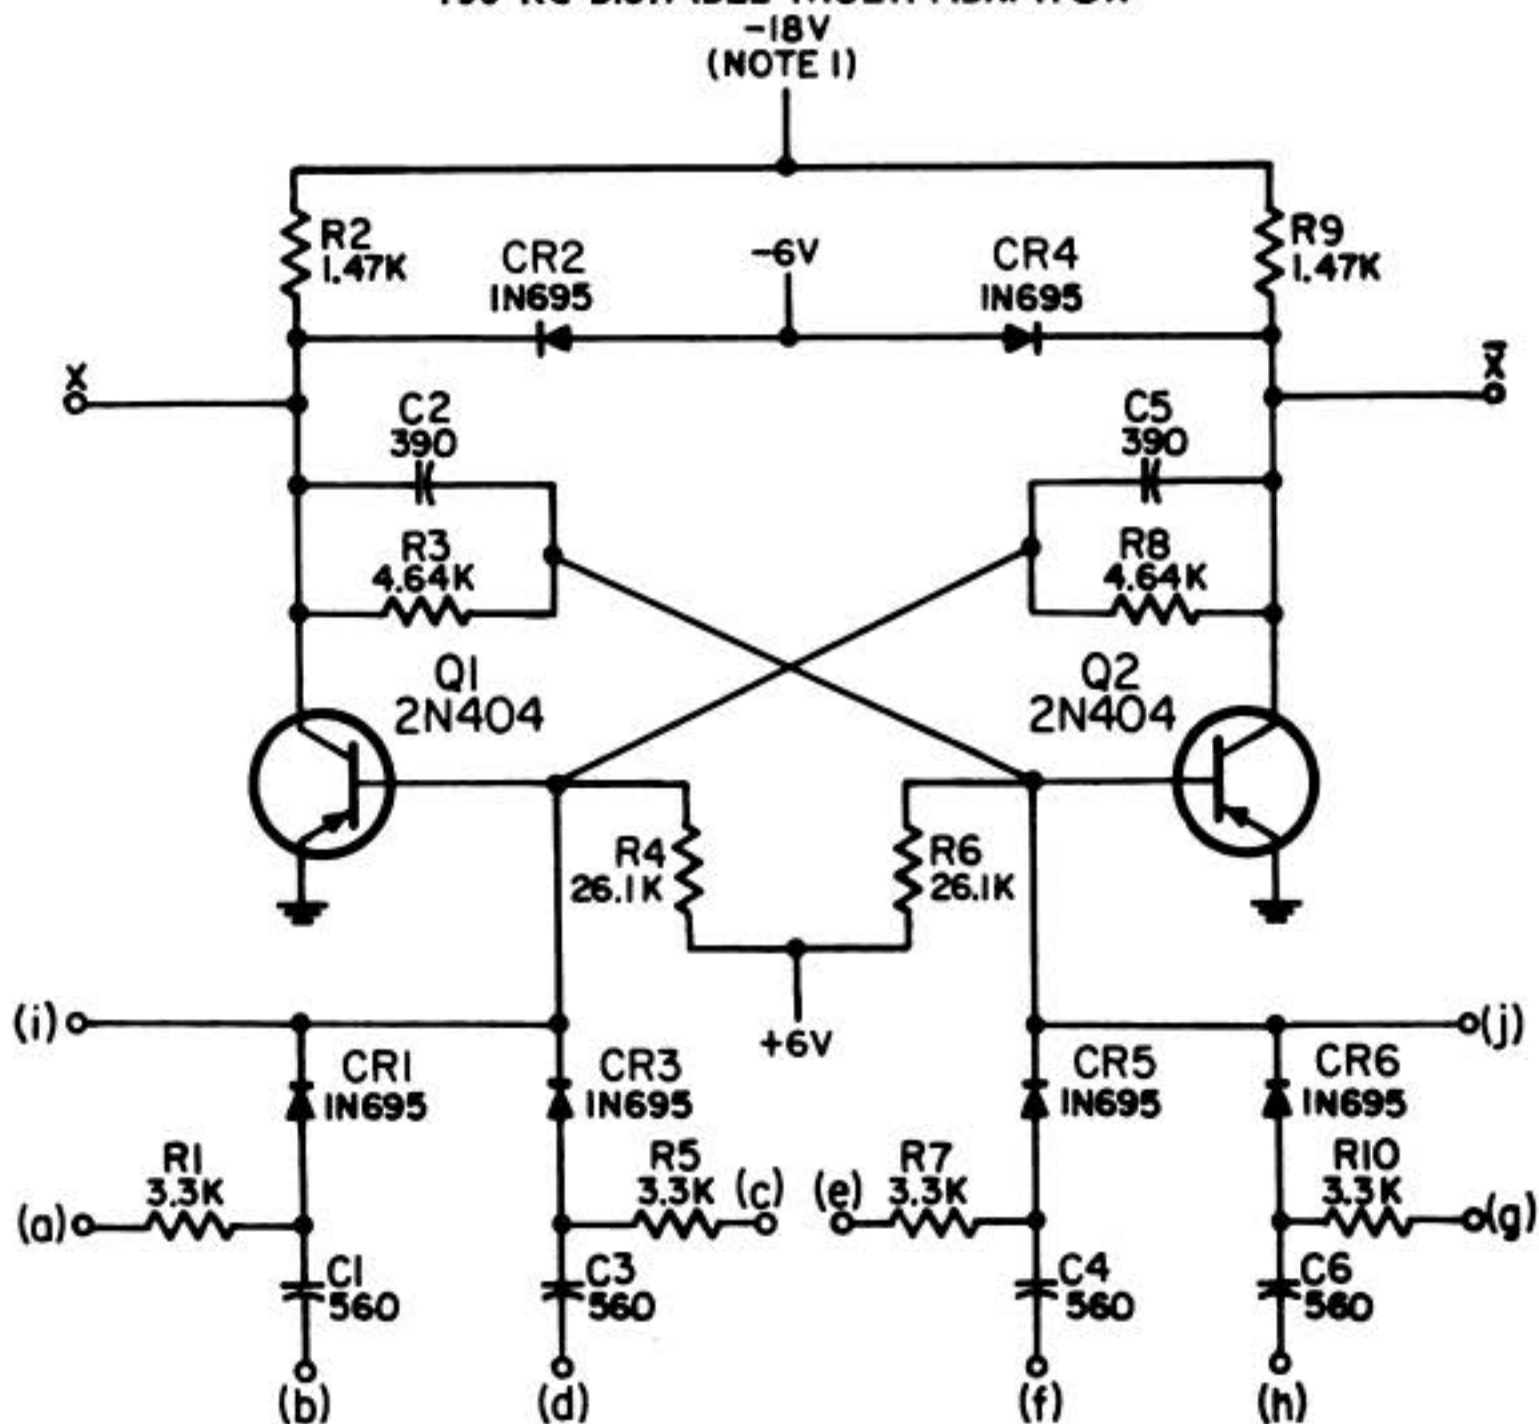 -18V
(NOTE 1)
R2
1.47K
CR2
1N695
-6V
CR4
1N695
R9
1.47K
X
X̄
C2
390
C5
390
R3
4.64K
R8
4.64K
Q1
2N404
Q2
2N404
R4
26.1K
R6
26.1K
+6V
(i)
(j)
CR1
1N695
CR3
1N695
CR5
1N695
CR6
1N695
(a)
R1
3.3K
R5
3.3K
(c)
(e)
R7
3.3K
R10
3.3K
(g)
C1
560
C3
560
C4
560
C6
560
(b)
(d)
(f)
(h)